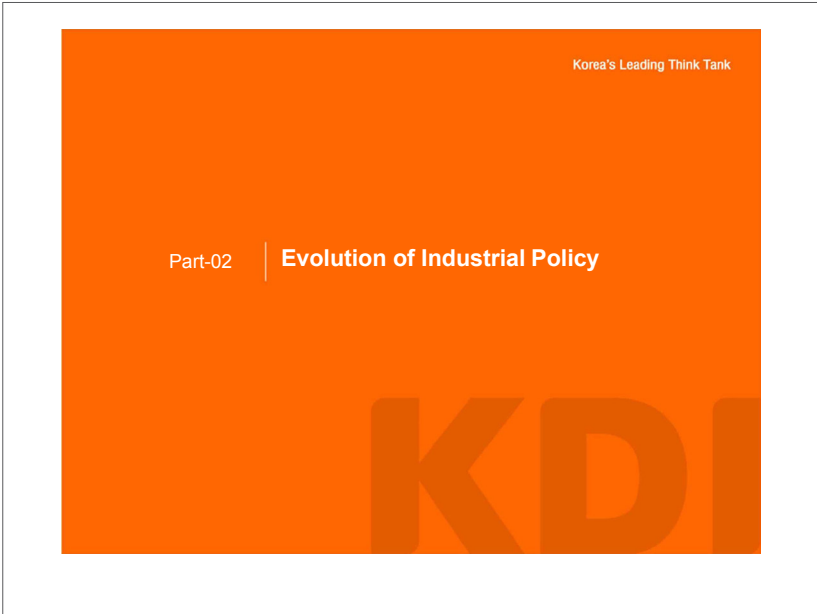 Korea's Leading Think Tank
Part-02
Evolution of Industrial Policy
KDI